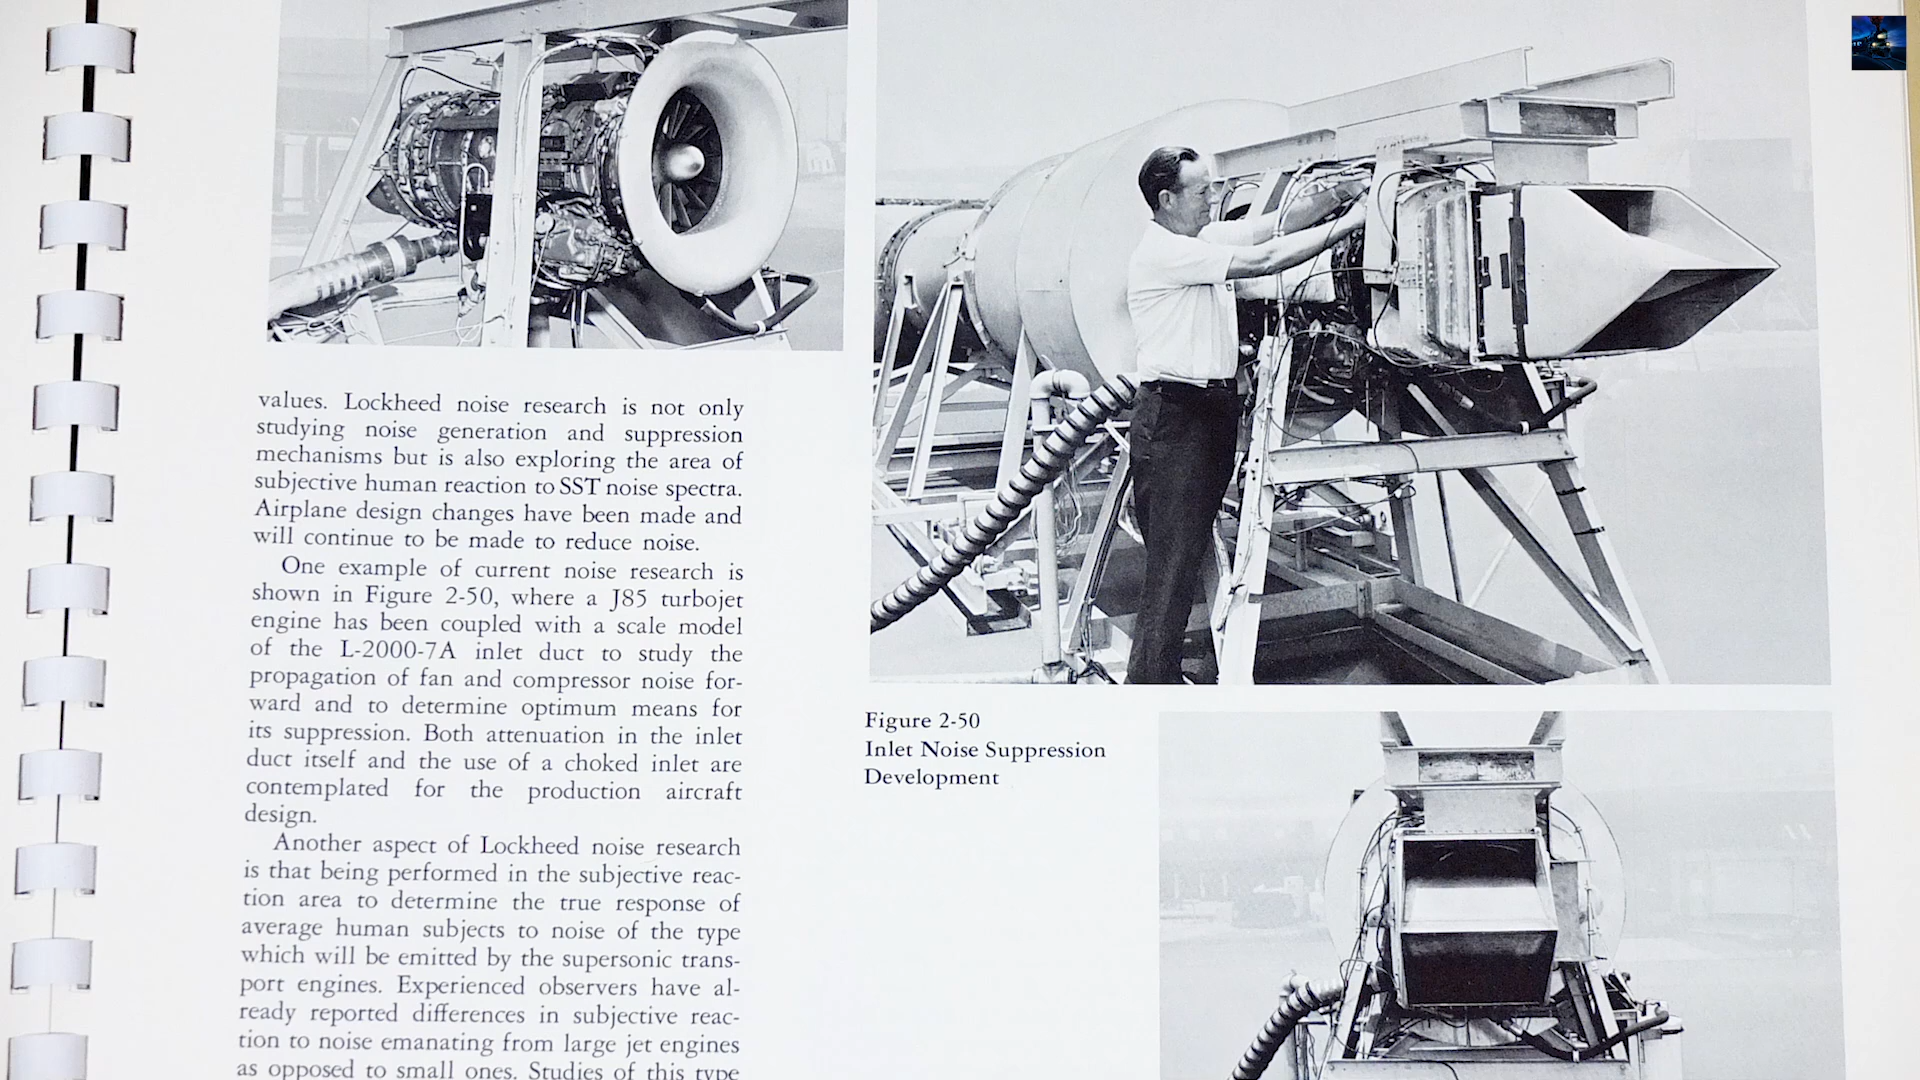 values. Lockheed noise research is not only
studying noise generation and suppression
mechanisms but is also exploring the area of
subjective human reaction to SST noise spectra.
Airplane design changes have been made and
will continue to be made to reduce noise.
One example of current noise research is
shown in Figure 2-50, where a J85 turbojet
engine has been coupled with a scale model
of the L-2000-7A inlet duct to study the
propagation of fan and compressor noise for-
ward and to determine optimum means for
its suppression. Both attenuation in the inlet
duct itself and the use of a choked inlet are
contemplated for the production aircraft
design.
Another aspect of Lockheed noise research
is that being performed in the subjective reac-
tion area to determine the true response of
average human subjects to noise of the type
which will be emitted by the supersonic trans-
port engines. Experienced observers have al-
ready reported differences in subjective reac-
tion to noise emanating from large jet engines
as opposed to small ones. Studies of this type
Figure 2-50
Inlet Noise Suppression
Development